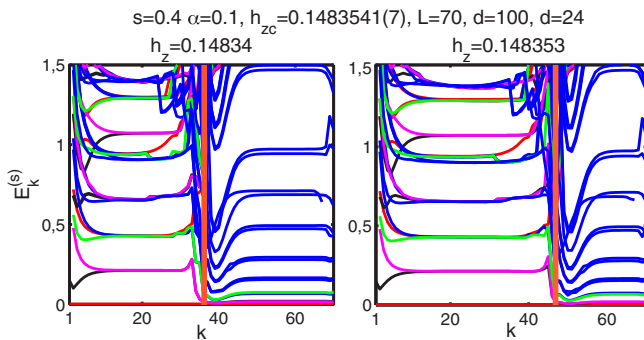 s=0.4 α=0.1, h_zc=0.1483541(7), L=70, d=100, d=24
h_z=0.14834
h_z=0.148353
E_k^(s)
1,5
1
0.5
0
1
20
40
60
k
1.5
1
0.5
0
1
20
40
60
k